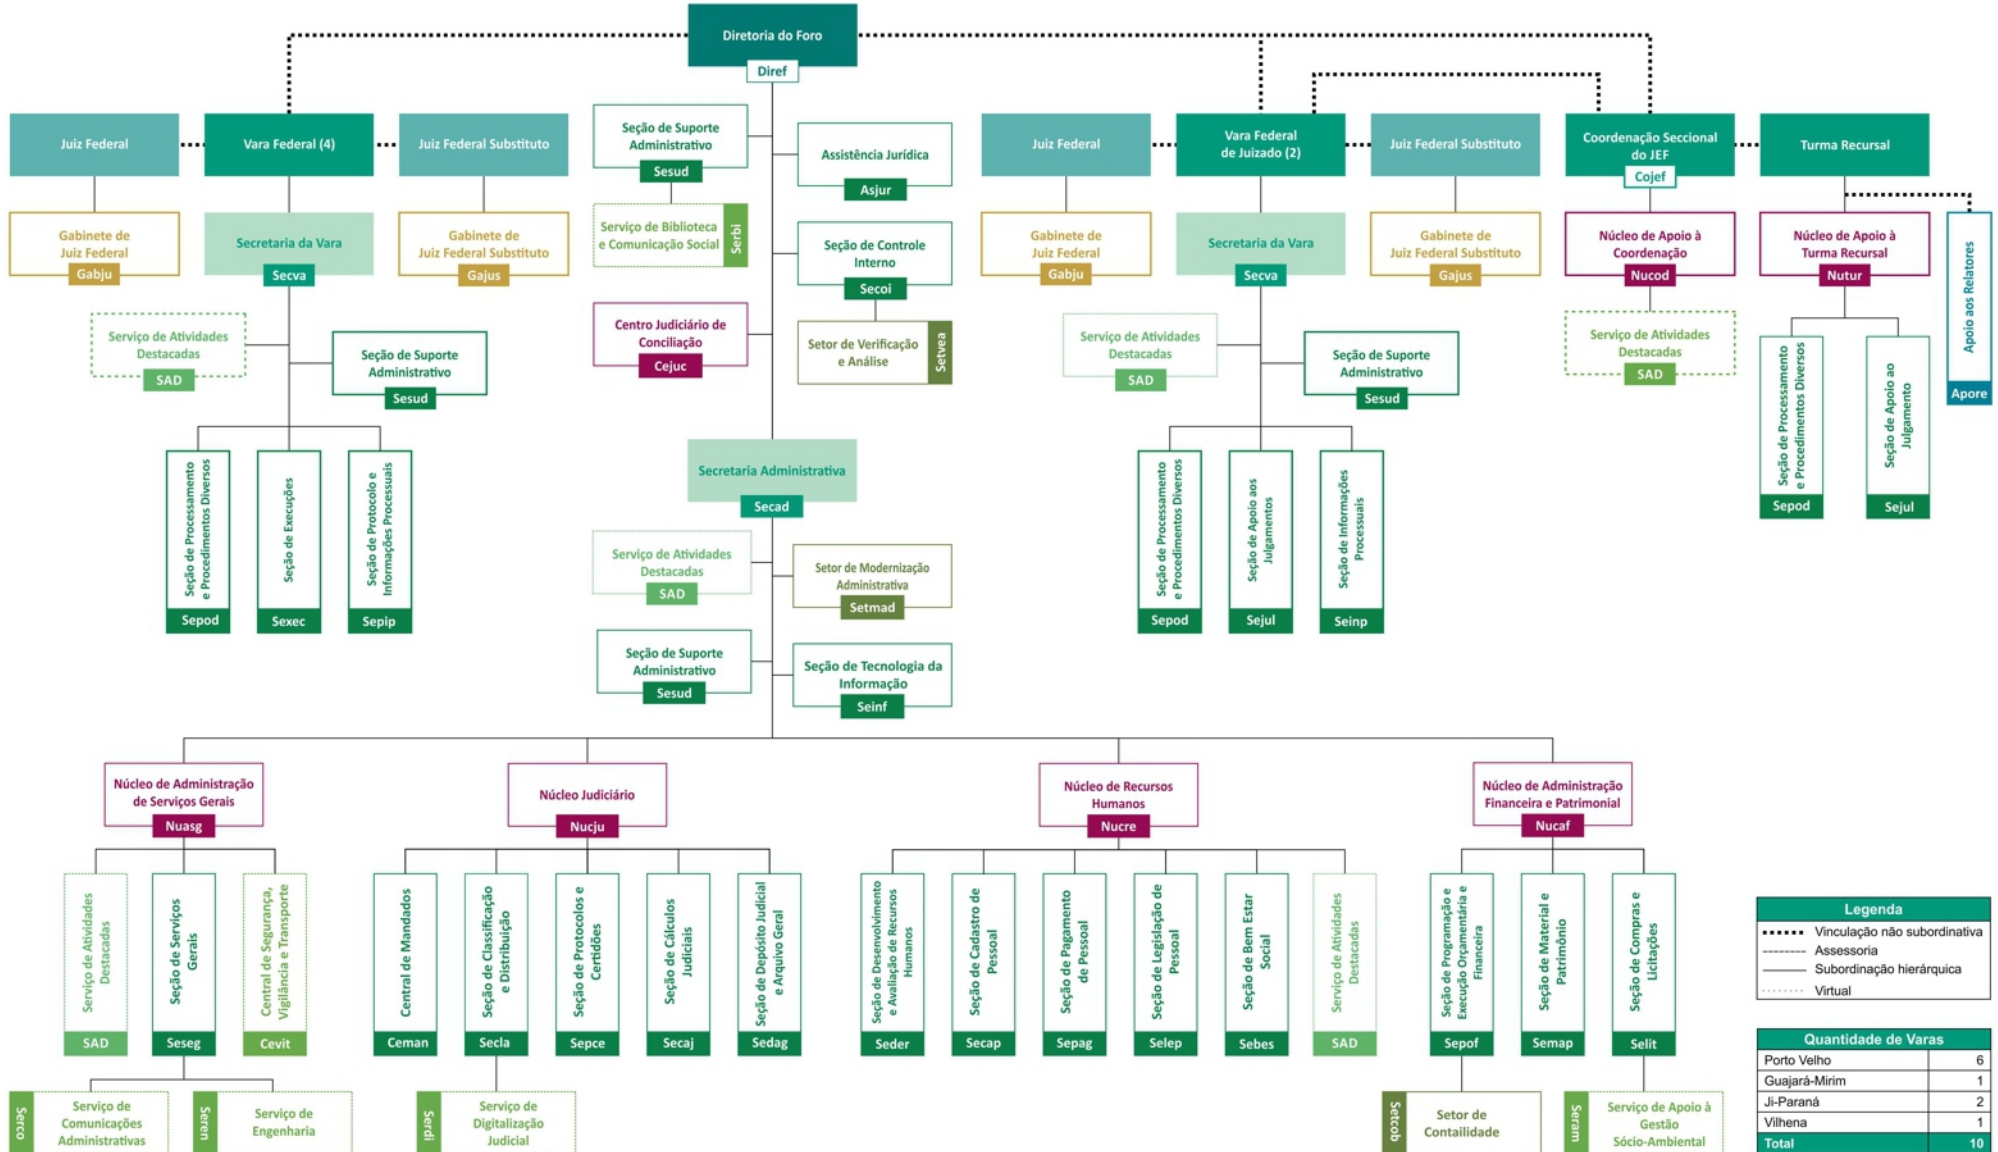 Diretoria do Foro
Diref
Juiz Federal
Vara Federal (4)
Juiz Federal Substituto
Gabinete de
Juiz Federal
Gabju
Secretaria da Vara
Secva
Gabinete de
Juiz Federal Substituto
Gajus
Serviço de Atividades
Destacadas
SAD
Seção de Suporte
Administrativo
Sesud
Seção de Processamento
e Procedimentos Diversos
Sepod
Seção de Execuções
Sexec
Seção de Protocolo e
Informações Processuais
Sepip
Seção de Suporte
Administrativo
Sesud
Serviço de Biblioteca
e Comunicação Social
Serbi
Assistência Jurídica
Asjur
Seção de Controle
Interno
Secoi
Setor de Verificação
e Análise
Setvea
Centro Judiciário de
Conciliação
Cejuc
Secretaria Administrativa
Secad
Serviço de Atividades
Destacadas
SAD
Setor de Modernização
Administrativa
Setmad
Seção de Suporte
Administrativo
Sesud
Seção de Tecnologia da
Informação
Seinf
Juiz Federal
Vara Federal
de Juizado (2)
Juiz Federal Substituto
Gabinete de
Juiz Federal
Gabju
Secretaria da Vara
Secva
Gabinete de
Juiz Federal Substituto
Gajus
Serviço de Atividades
Destacadas
SAD
Seção de Suporte
Administrativo
Sesud
Seção de Processamento
e Procedimentos Diversos
Sepod
Seção de Apoio aos
Julgamentos
Sejul
Seção de Informações
Processuais
Seinp
Coordenação Seccional
do JEF
Cojef
Núcleo de Apoio à
Coordenação
Nucod
Serviço de Atividades
Destacadas
SAD
Turma Recursal
Núcleo de Apoio à
Turma Recursal
Nutur
Apoio aos Relatores
Apore
Seção de Processamento
e Procedimentos Diversos
Sepod
Seção de Apoio ao
Julgamento
Sejul
Núcleo de Administração
de Serviços Gerais
Nuasg
Serviço de Atividades
Destacadas
SAD
Seção de Serviços
Gerais
Seseg
Central de Segurança,
Vigilância e Transporte
Cevit
Serco
Serviço de
Comunicações
Administrativas
Seren
Serviço de
Engenharia
Núcleo Judiciário
Nucju
Central de Mandados
Ceman
Seção de Classificação
e Distribuição
Secla
Seção de Protocolos e
Certidões
Sepce
Seção de Cálculos
Judiciais
Secaj
Seção de Depósito Judicial
e Arquivo Geral
Sedag
Serdi
Serviço de
Digitalização
Judicial
Núcleo de Recursos
Humanos
Nucre
Seção de Desenvolvimento
e Avaliação de Recursos
Humanos
Seder
Seção de Cadastro de
Pessoal
Secap
Seção de Pagamento
de Pessoal
Sepag
Seção de Legislação de
Pessoal
Selep
Seção de Bem Estar
Social
Sebes
Serviço de Atividades
Destacadas
SAD
Núcleo de Administração
Financeira e Patrimonial
Nucaf
Seção de Programação e
Execução Orçamentária e
Financeira
Sepof
Seção de Material e
Patrimônio
Semap
Seção de Compras e
Licitações
Selit
Setcob
Setor de
Contailidade
Seram
Serviço de Apoio à
Gestão
Sócio-Ambiental
Legenda
Vinculação não subordinativa
Assessoria
Subordinação hierárquica
Virtual
Quantidade de Varas
Porto Velho 6
Guajará-Mirim 1
Ji-Paraná 2
Vilhena 1
Total 10